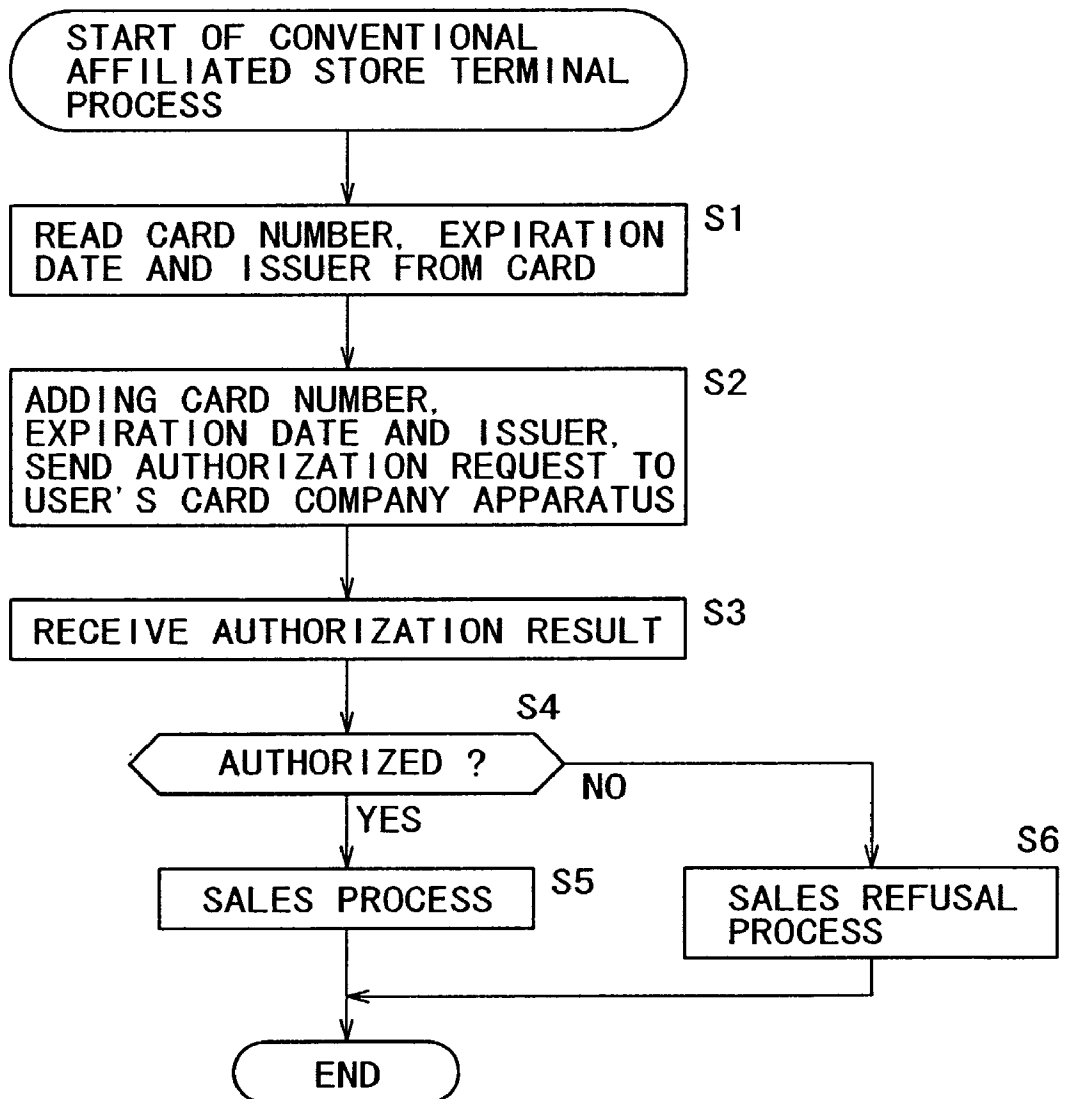 START OF CONVENTIONAL
AFFILIATED STORE TERMINAL
PROCESS
S1
READ CARD NUMBER, EXPIRATION
DATE AND ISSUER FROM CARD
S2
ADDING CARD NUMBER,
EXPIRATION DATE AND ISSUER,
SEND AUTHORIZATION REQUEST TO
USER'S CARD COMPANY APPARATUS
S3
RECEIVE AUTHORIZATION RESULT
S4
AUTHORIZED ?
NO
YES
S5
SALES PROCESS
S6
SALES REFUSAL
PROCESS
END